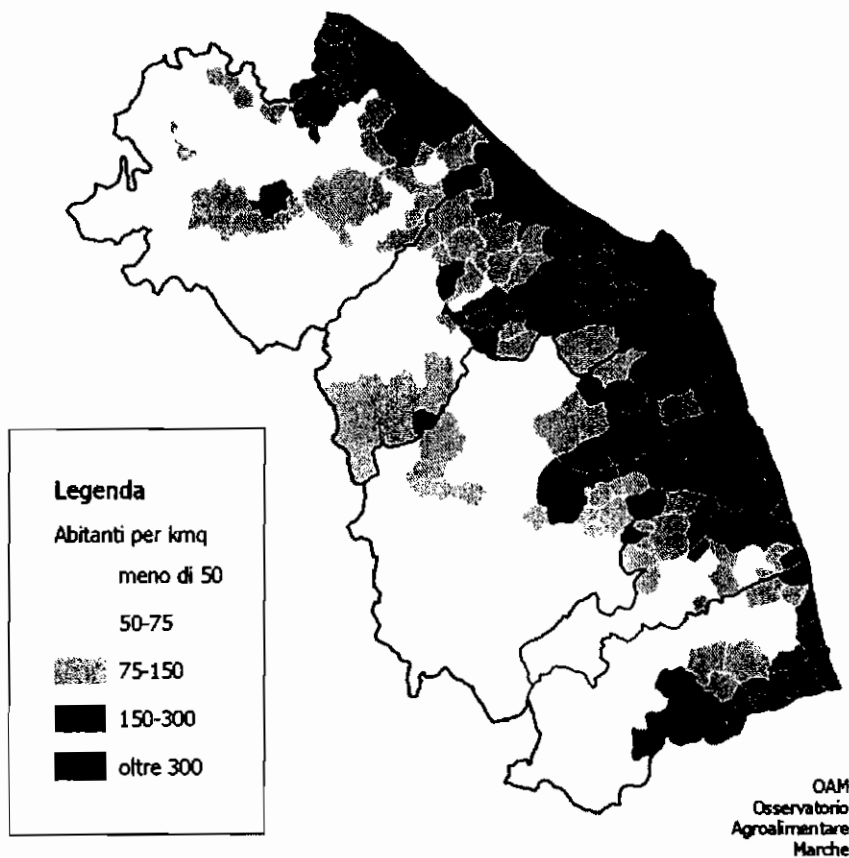 Legenda
Abitanti per kmq
meno di 50
50-75
75-150
150-300
oltre 300
OAM
Osservatorio
Agroalimentare
Marche